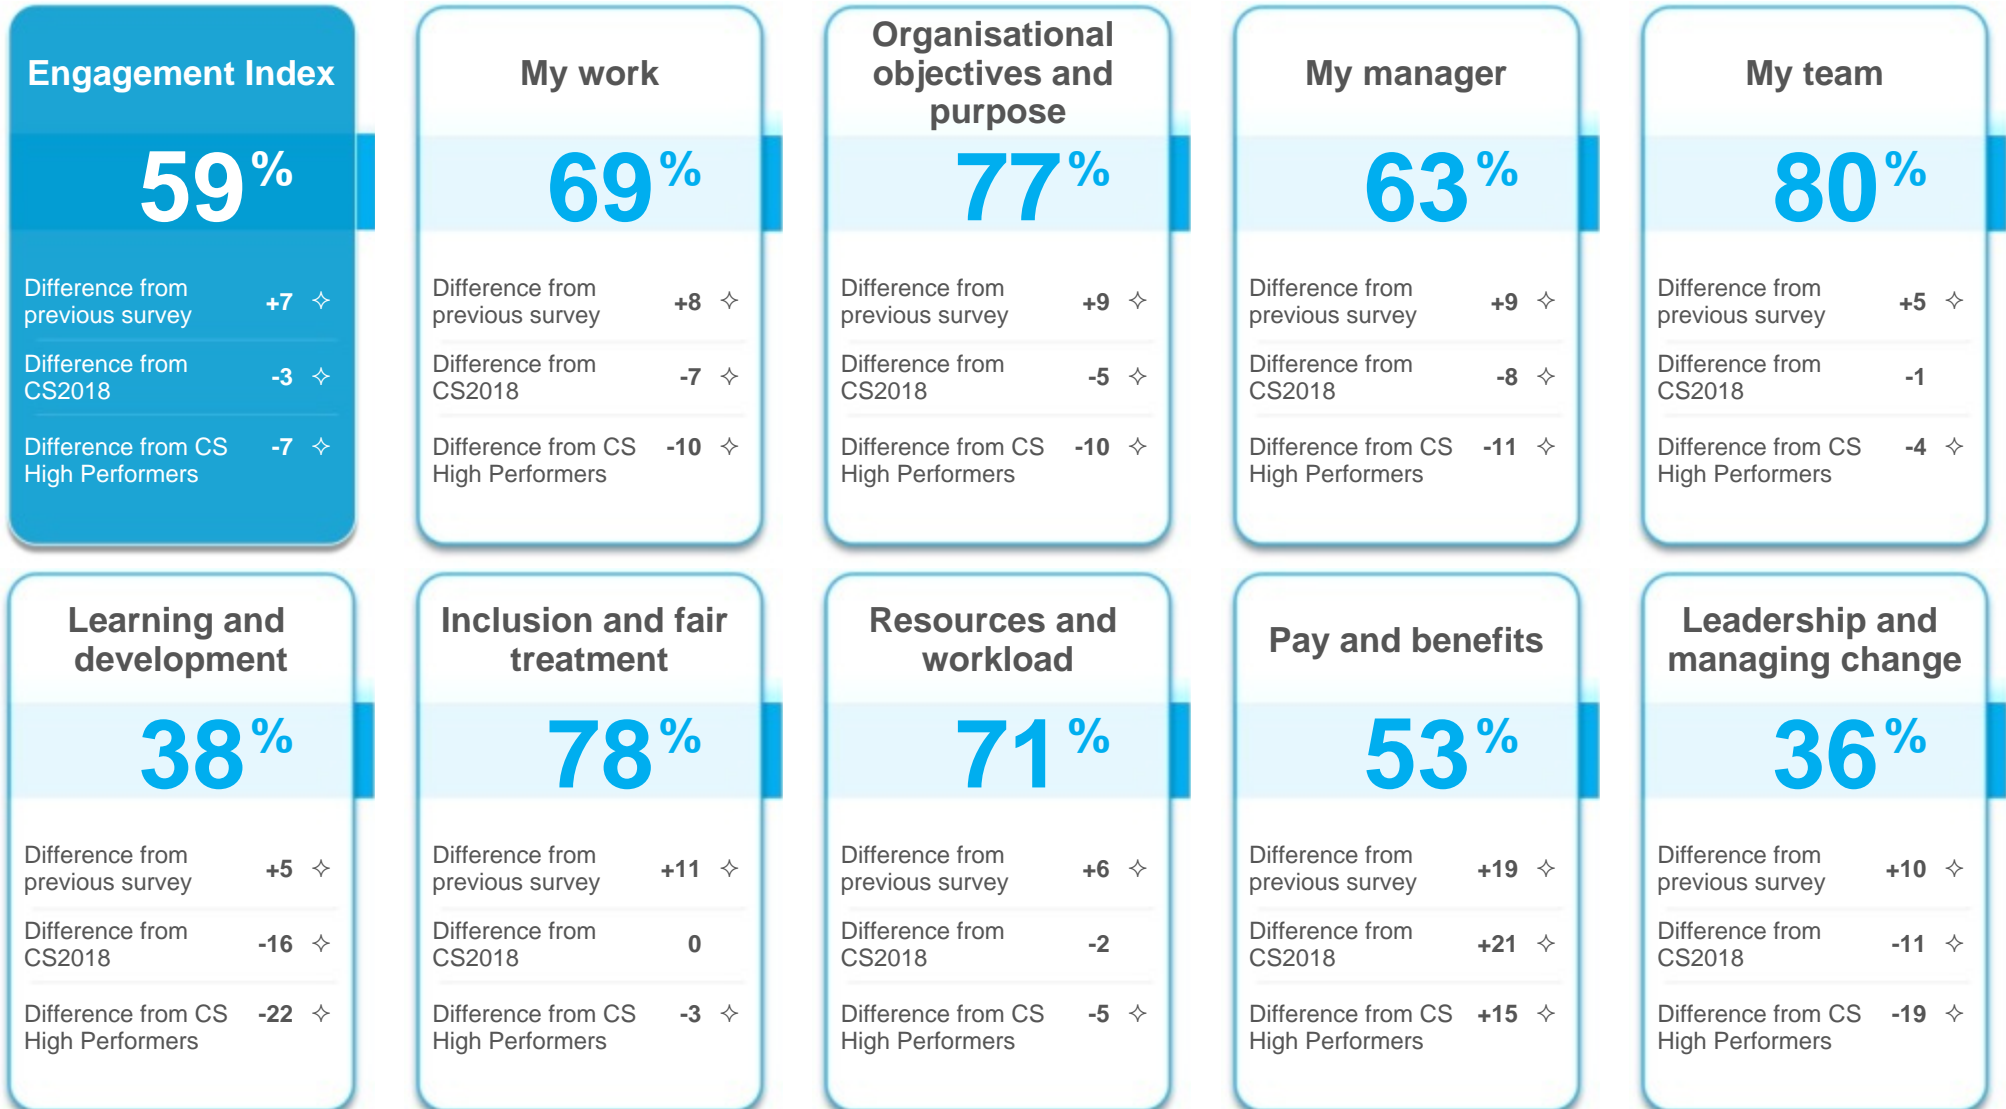 Engagement Index
59%
Difference from
previous survey
+7 ✧
Difference from
CS2018
-3 ✧
Difference from CS
High Performers
-7 ✧
My work
69%
Difference from
previous survey
+8 ✧
Difference from
CS2018
-7 ✧
Difference from CS
High Performers
-10 ✧
Organisational
objectives and
purpose
77%
Difference from
previous survey
+9 ✧
Difference from
CS2018
-5 ✧
Difference from CS
High Performers
-10 ✧
My manager
63%
Difference from
previous survey
+9 ✧
Difference from
CS2018
-8 ✧
Difference from CS
High Performers
-11 ✧
My team
80%
Difference from
previous survey
+5 ✧
Difference from
CS2018
-1
Difference from CS
High Performers
-4 ✧
Learning and
development
38%
Difference from
previous survey
+5 ✧
Difference from
CS2018
-16 ✧
Difference from CS
High Performers
-22 ✧
Inclusion and fair
treatment
78%
Difference from
previous survey
+11 ✧
Difference from
CS2018
0
Difference from CS
High Performers
-3 ✧
Resources and
workload
71%
Difference from
previous survey
+6 ✧
Difference from
CS2018
-2
Difference from CS
High Performers
-5 ✧
Pay and benefits
53%
Difference from
previous survey
+19 ✧
Difference from
CS2018
+21 ✧
Difference from CS
High Performers
+15 ✧
Leadership and
managing change
36%
Difference from
previous survey
+10 ✧
Difference from
CS2018
-11 ✧
Difference from CS
High Performers
-19 ✧